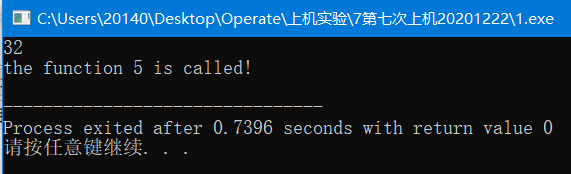 C:\Users\20140\Desktop\Operate\上机实验\7第七次上机20201222\1.exe
32
the function 5 is called!
--------------------------------
Process exited after 0.7396 seconds with return value 0
请按任意键继续. . .